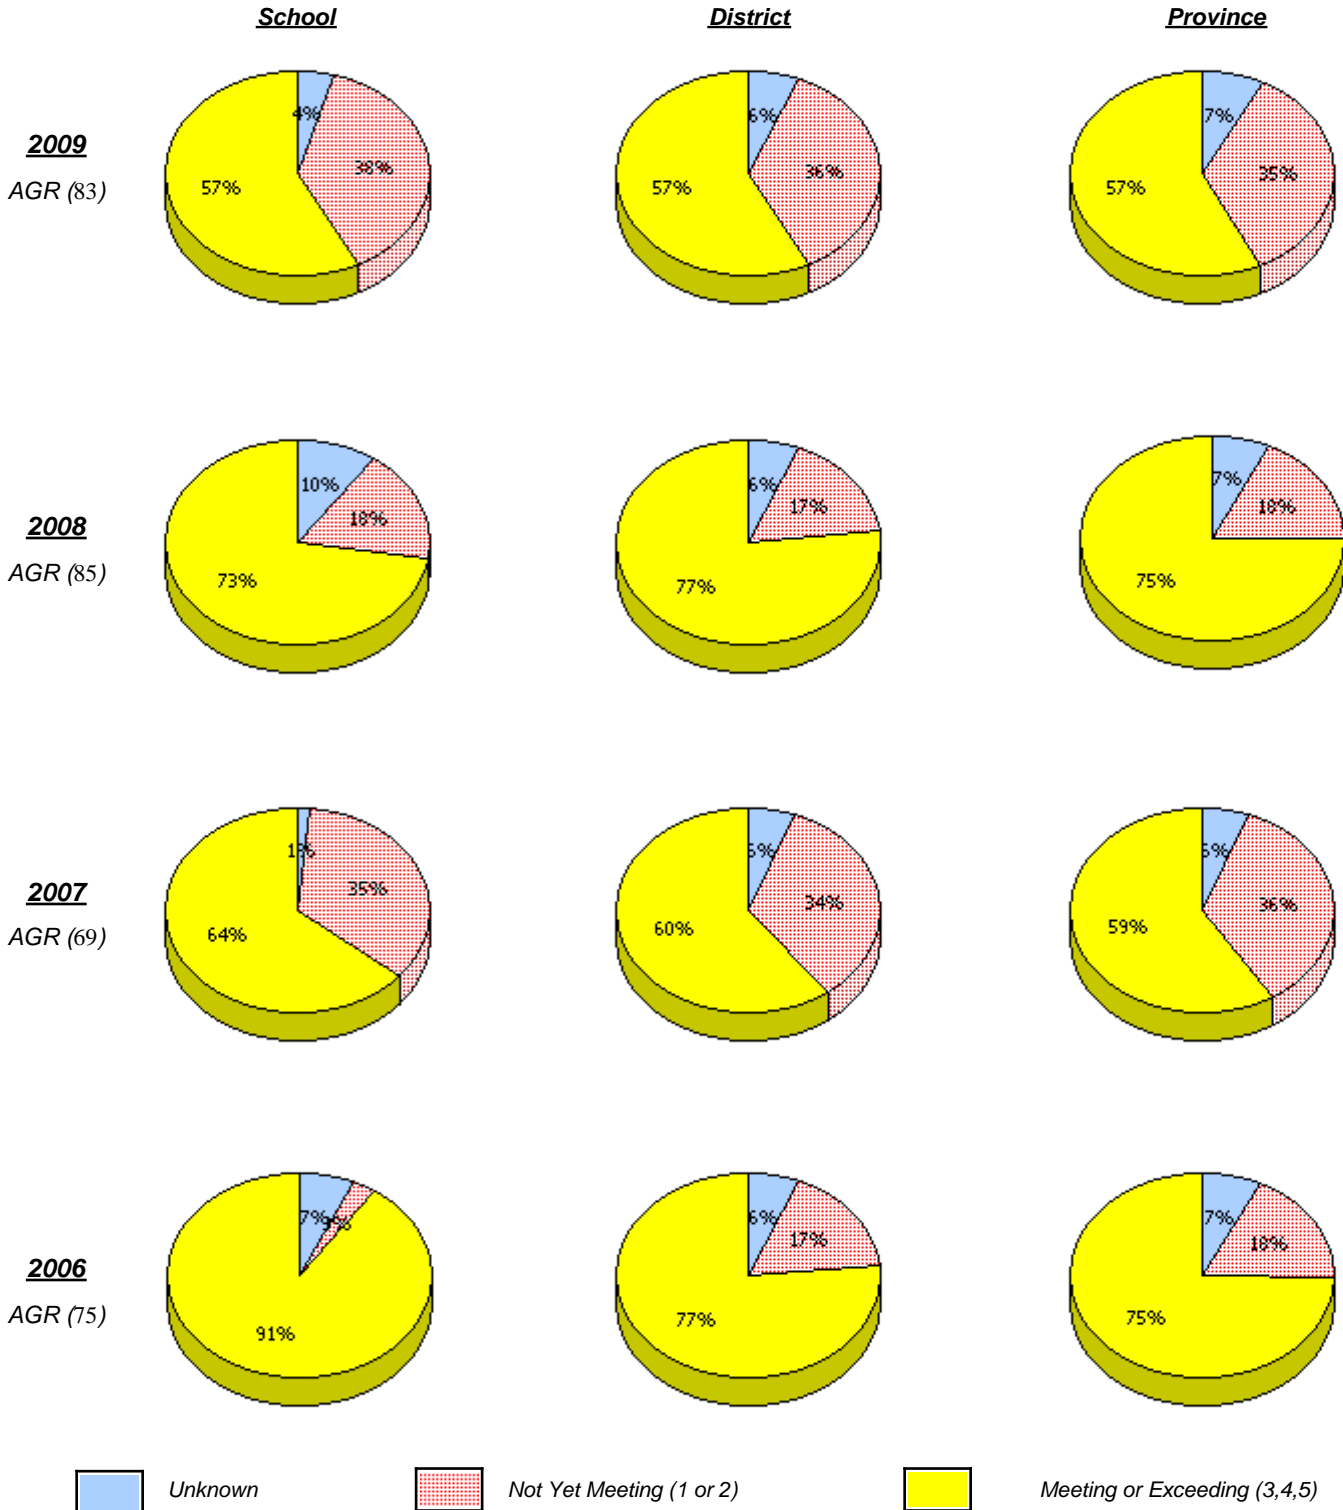 School District Province
2009
AGR (83)
4% 38% 57%
6% 36% 57%
7% 35% 57%
2008
AGR (85)
10% 18% 73%
6% 17% 77%
7% 18% 75%
2007
AGR (69)
1% 35% 64%
34% 60%
5% 36% 59%
2006
AGR (75)
7% 91%
6% 17% 77%
7% 18% 75%
Unknown Not Yet Meeting (1 or 2) Meeting or Exceeding (3,4,5)